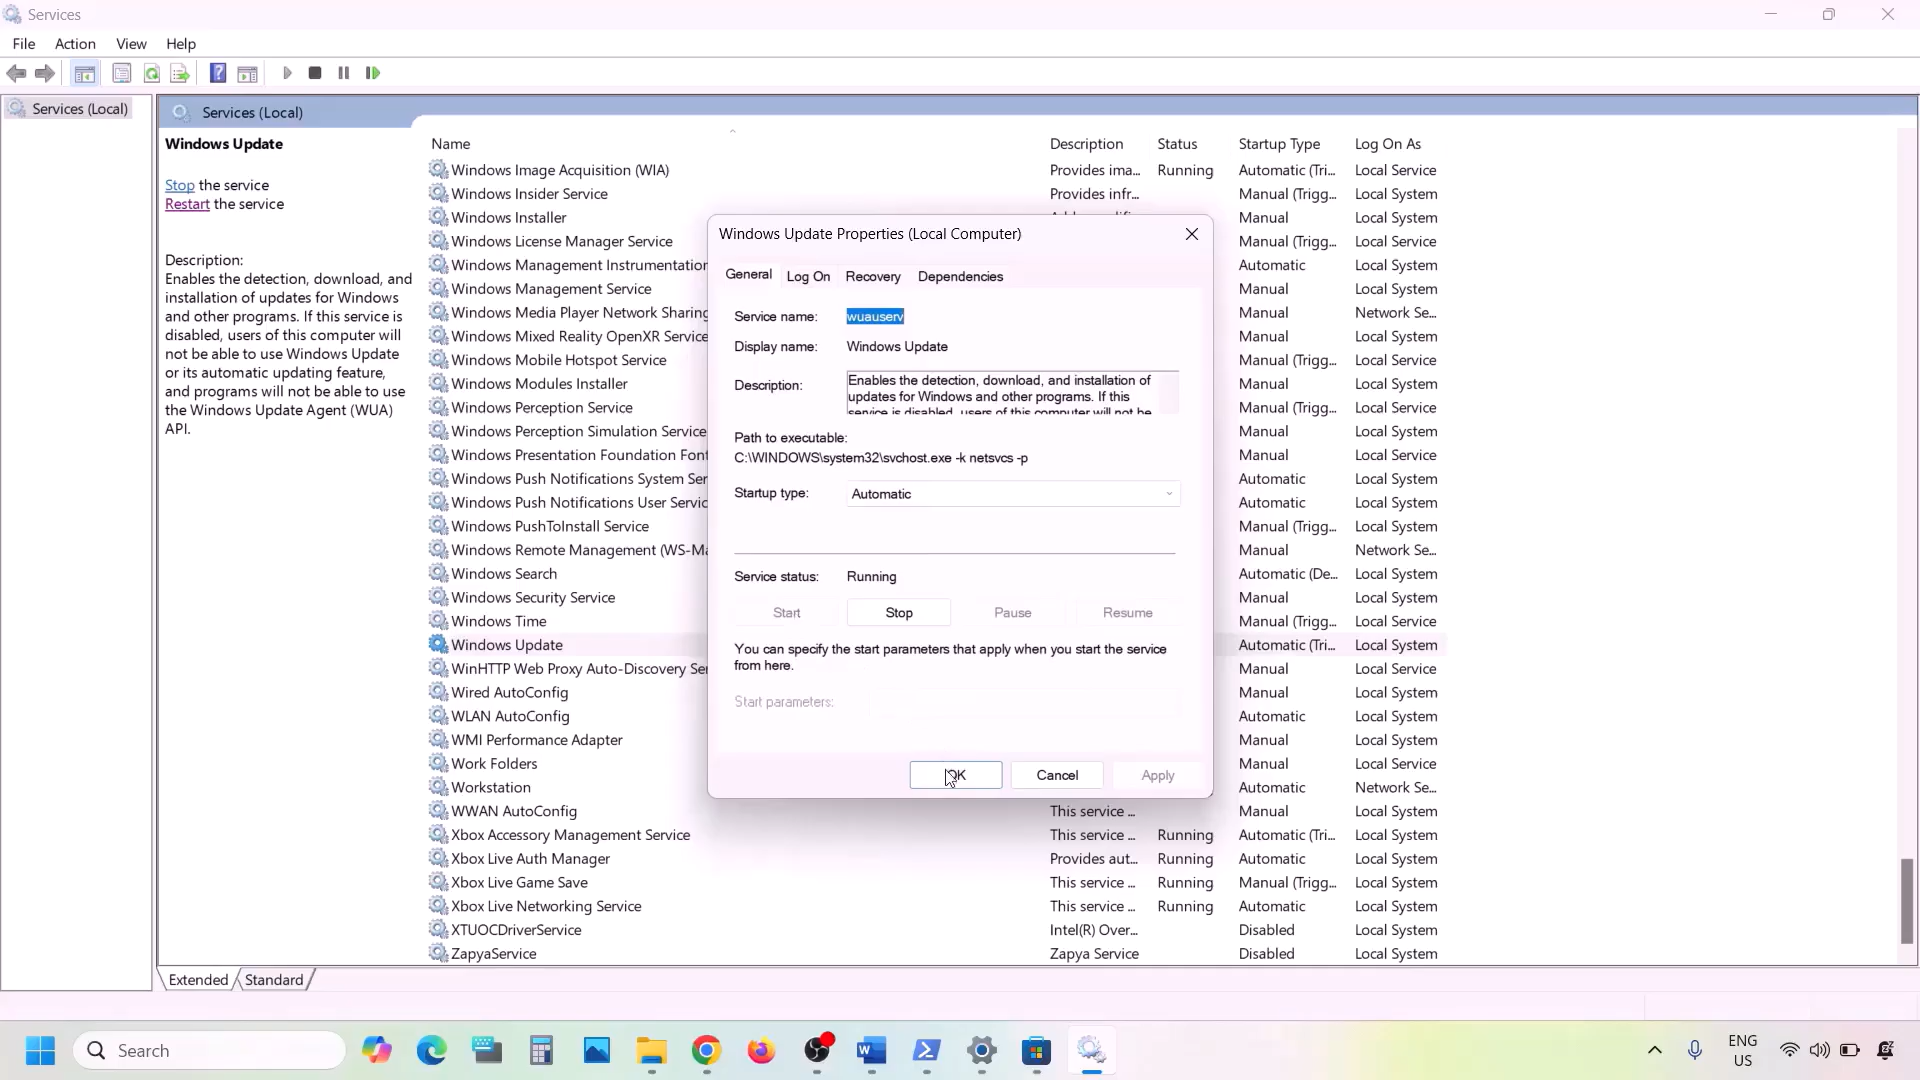 Services
File Action View Help
Services (Local)
Services (Local)
Windows Update
Stop the service
Restart the service
Description:
Enables the detection, download, and
installation of updates for Windows
and other programs. If this service is
disabled, users of this computer will
not be able to use Windows Update
or its automatic updating feature,
and programs will not be able to use
the Windows Update Agent (WUA)
API.
Name Description Status Startup Type Log On As
Windows Image Acquisition (WIA) Provides ima... Running Automatic (Tri... Local Service
Windows Insider Service Provides infr... Manual (Trigg... Local System
Windows Installer Manual Local System
Windows License Manager Service Manual (Trigg... Local Service
Windows Management Instrumentation Automatic Local System
Windows Management Service Manual Local System
Windows Media Player Network Sharing Manual Network Se...
Windows Mixed Reality OpenXR Service Manual Local System
Windows Mobile Hotspot Service Manual (Trigg... Local Service
Windows Modules Installer Manual Local System
Windows Perception Service Manual (Trigg... Local Service
Windows Perception Simulation Service Manual Local System
Windows Presentation Foundation Font Manual Local Service
Windows Push Notifications System Ser Automatic Local System
Windows Push Notifications User Servic Automatic Local System
Windows PushToInstall Service Manual (Trigg... Local System
Windows Remote Management (WS-Ma Manual Network Se...
Windows Search Automatic (De... Local System
Windows Security Service Manual Local System
Windows Time Manual (Trigg... Local Service
Windows Update Automatic (Tri... Local System
WinHTTP Web Proxy Auto-Discovery Ser Manual Local Service
Wired AutoConfig Manual Local System
WLAN AutoConfig Automatic Local System
WMI Performance Adapter Manual Local System
Work Folders Manual Local Service
Workstation Automatic Network Se...
WWAN AutoConfig This service ... Manual Local System
Xbox Accessory Management Service This service ... Running Automatic (Tri... Local System
Xbox Live Auth Manager Provides aut... Running Automatic Local System
Xbox Live Game Save This service ... Running Manual (Trigg... Local System
Xbox Live Networking Service This service ... Running Automatic Local System
XTUOCDriverService Intel(R) Over... Disabled Local System
ZapyaService Zapya Service Disabled Local System
Windows Update Properties (Local Computer)
General Log On Recovery Dependencies
Service name: wuauserv
Display name: Windows Update
Description: Enables the detection, download, and installation of
updates for Windows and other programs. If this
service is disabled, users of this computer will not be
Path to executable:
C:\WINDOWS\system32\svchost.exe -k netsvcs -p
Startup type: Automatic
Service status: Running
Start Stop Pause Resume
You can specify the start parameters that apply when you start the service
from here.
Start parameters:
OK Cancel Apply
Extended Standard
Search
ENG
US